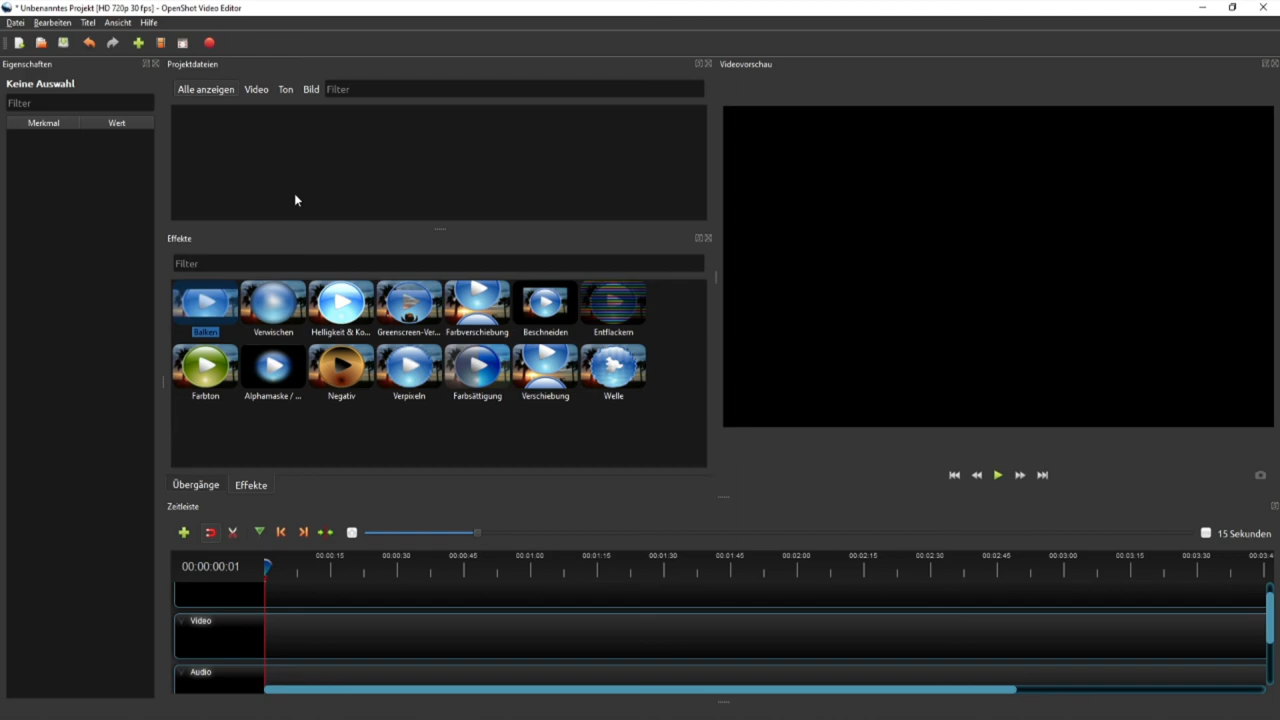 * Unbenanntes Projekt [HD 720p 30 fps] - OpenShot Video Editor
Datei Bearbeiten Titel Ansicht Hilfe
Eigenschaften
Projektdateien
Videovorschau
Keine Auswahl
Filter
Merkmal Wert
Alle anzeigen Video Ton Bild Filter
Effekte
Filter
Balken Verwischen Helligkeit & Ko... Greenscreen-Ver... Farbverschiebung Beschneiden Entflackern
Farbton Alphamaske / ... Negativ Verpixeln Farbsättigung Verschiebung Welle
Übergänge Effekte
Zeitleiste
15 Sekunden
00:00:00:01
00:00:15 00:00:30 00:00:45 00:01:00 00:01:15 00:01:30 00:01:45 00:02:00 00:02:15 00:02:30 00:02:45 00:03:00 00:03:15 00:03:30 00:03:4
Video
Audio